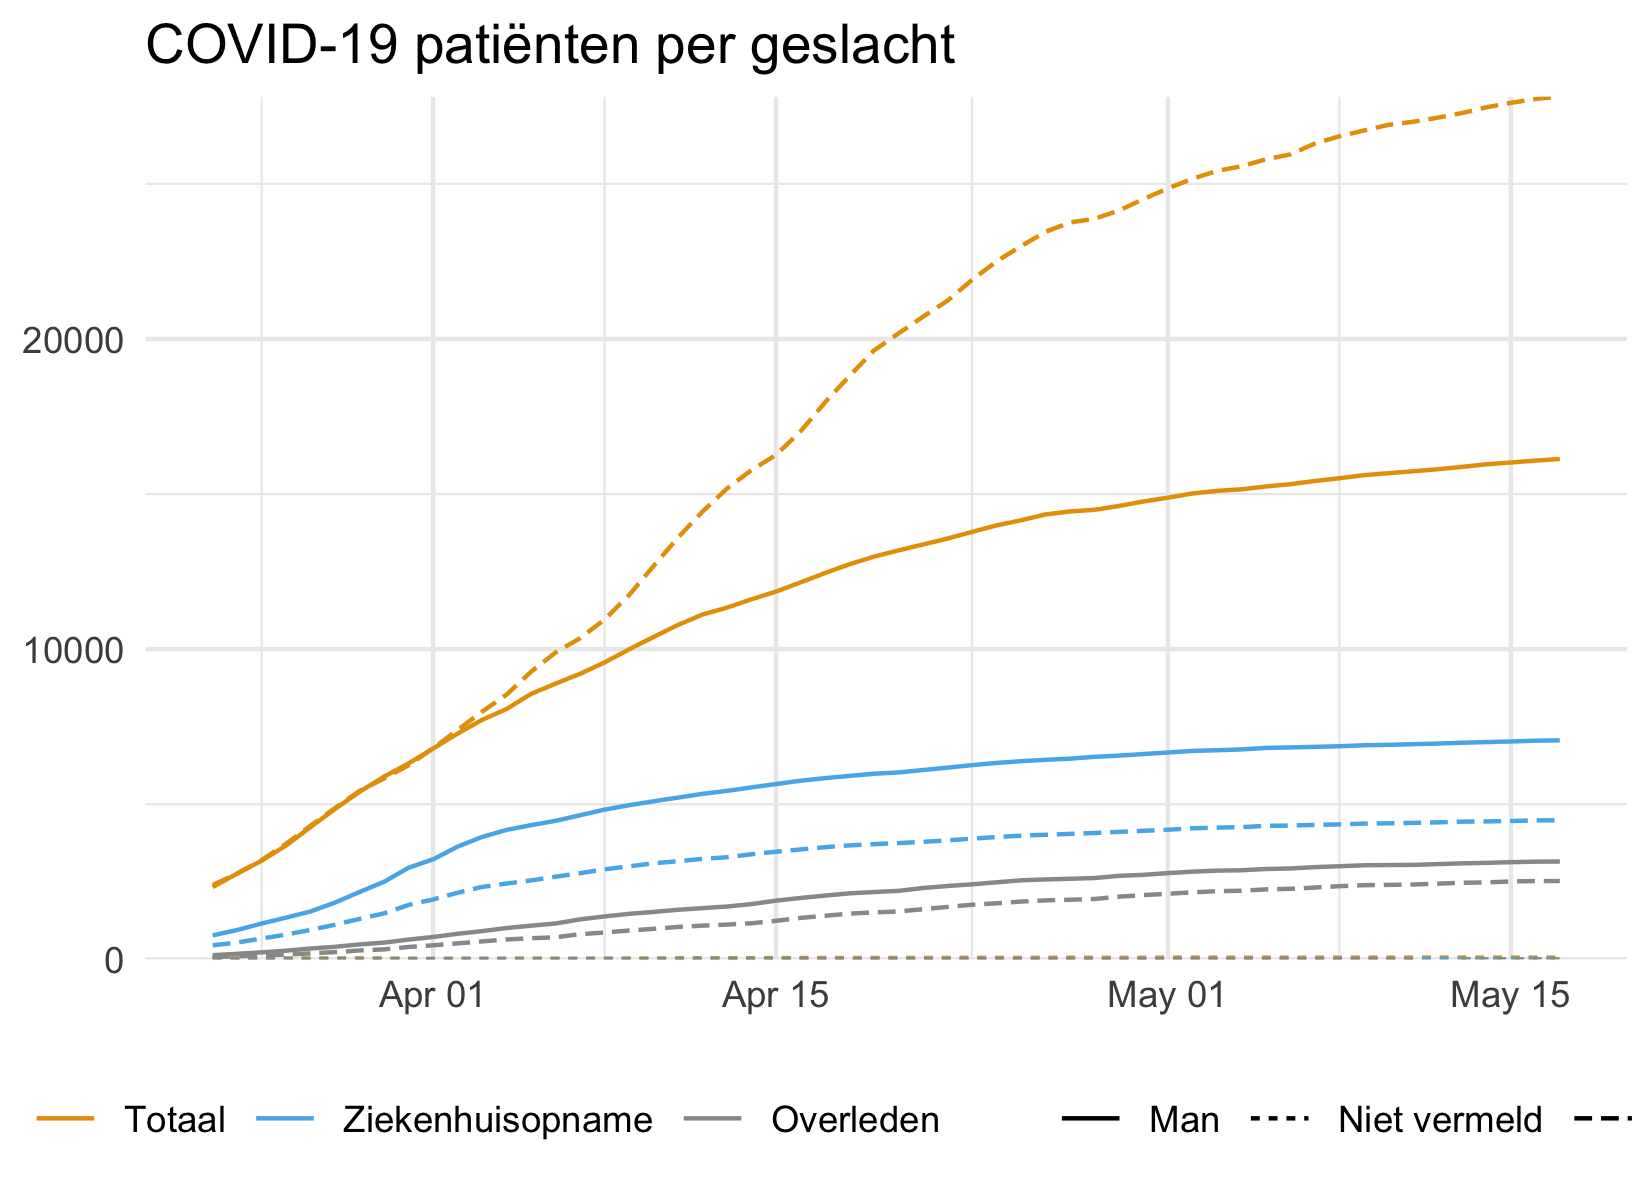 COVID-19 patiënten per geslacht
20000
10000
0
Apr 01 Apr 15 May 01 May 15
Totaal Ziekenhuisopname Overleden Man Niet vermeld